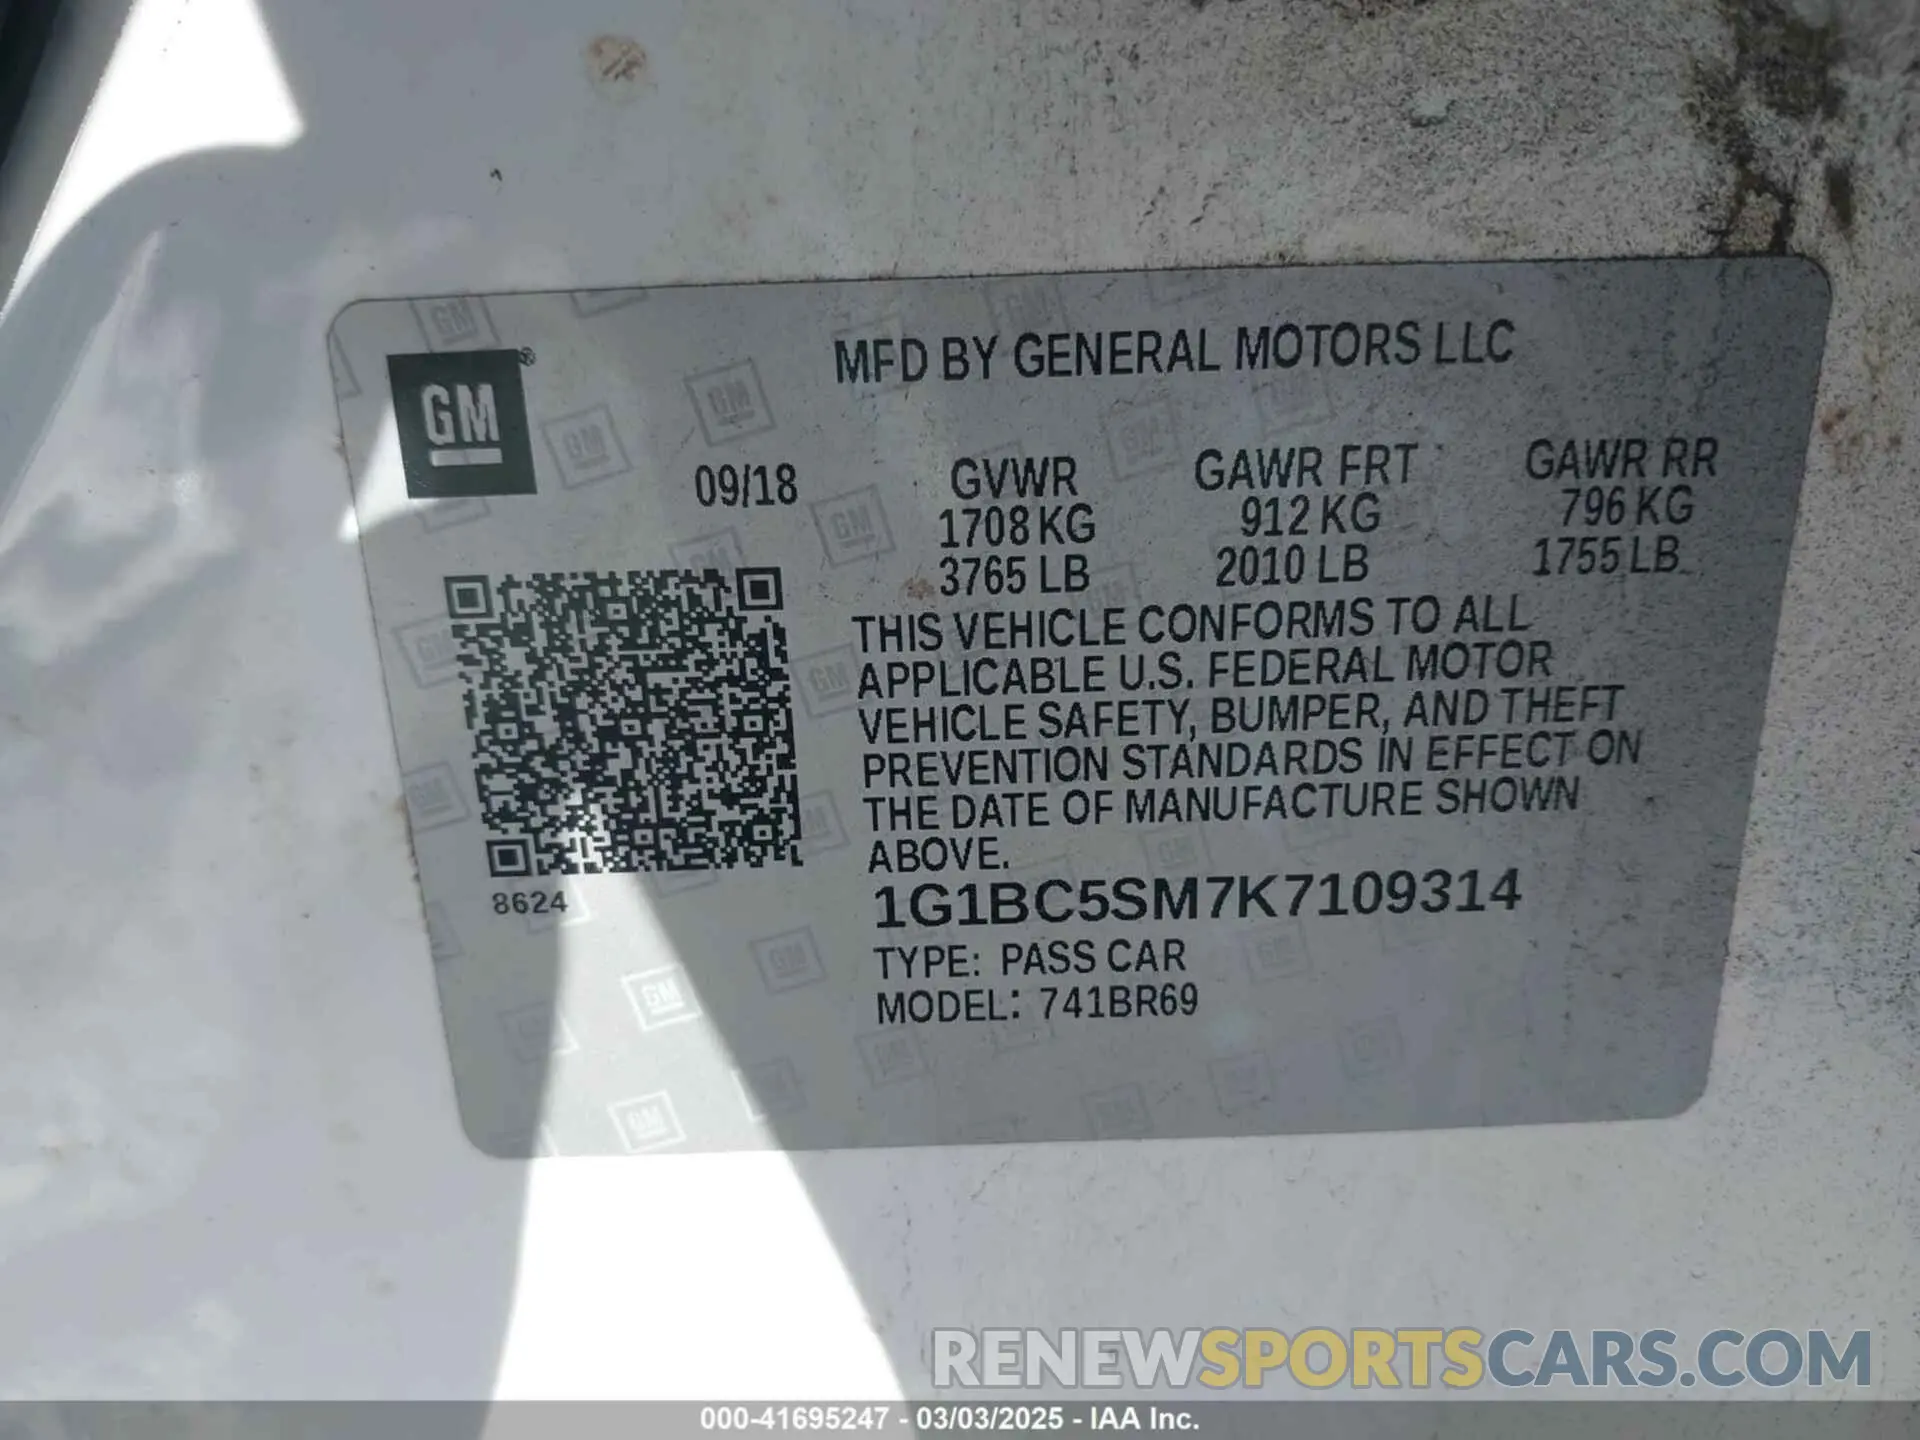 MFD BY GENERAL MOTORS LLC
GM®
09/18
GVWR GAWR FRT GAWR RR
1708 KG 912 KG 796 KG
3765 LB 2010 LB 1755 LB
THIS VEHICLE CONFORMS TO ALL
APPLICABLE U.S. FEDERAL MOTOR
VEHICLE SAFETY, BUMPER, AND THEFT
PREVENTION STANDARDS IN EFFECT ON
THE DATE OF MANUFACTURE SHOWN
ABOVE.
8624
1G1BC5SM7K7109314
TYPE: PASS CAR
MODEL: 741BR69
RENEWSPORTSCARS.COM
000-41695247 - 03/03/2025 - IAA Inc.